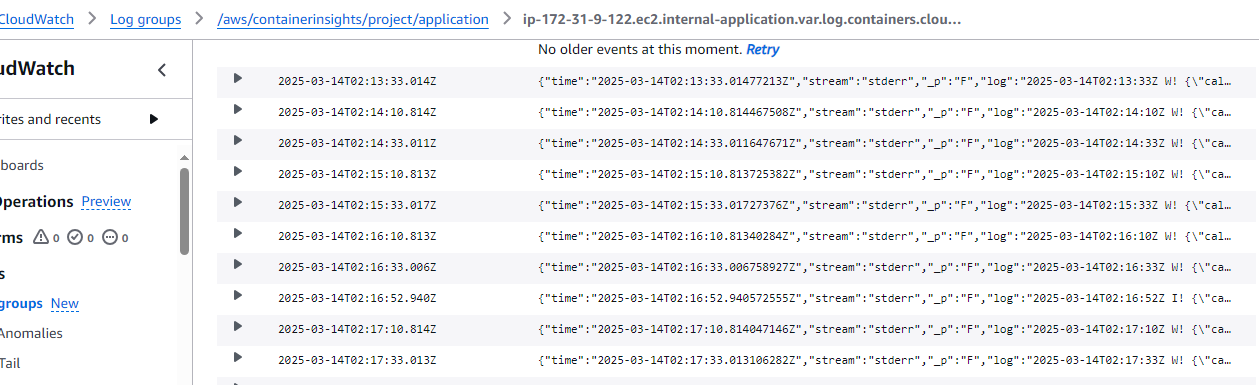 CloudWatch > Log groups > /aws/containerinsights/project/application > ip-172-31-9-122.ec2.internal-application.var.log.containers.clou...
No older events at this moment. Retry
udWatch
rites and recents
boards
Operations Preview
rms 0 0 0
s
groups New
Anomalies
Tail
2025-03-14T02:13:33.014Z {"time":"2025-03-14T02:13:33.01477213Z","stream":"stderr","_p":"F","log":"2025-03-14T02:13:33Z W! {\"cal...
2025-03-14T02:14:10.814Z {"time":"2025-03-14T02:14:10.814467508Z","stream":"stderr","_p":"F","log":"2025-03-14T02:14:10Z W! {\"ca...
2025-03-14T02:14:33.011Z {"time":"2025-03-14T02:14:33.011647671Z","stream":"stderr","_p":"F","log":"2025-03-14T02:14:33Z W! {\"ca...
2025-03-14T02:15:10.813Z {"time":"2025-03-14T02:15:10.813725382Z","stream":"stderr","_p":"F","log":"2025-03-14T02:15:10Z W! {\"ca...
2025-03-14T02:15:33.017Z {"time":"2025-03-14T02:15:33.01727376Z","stream":"stderr","_p":"F","log":"2025-03-14T02:15:33Z W! {\"cal...
2025-03-14T02:16:10.813Z {"time":"2025-03-14T02:16:10.81340284Z","stream":"stderr","_p":"F","log":"2025-03-14T02:16:10Z W! {\"cal...
2025-03-14T02:16:33.006Z {"time":"2025-03-14T02:16:33.006758927Z","stream":"stderr","_p":"F","log":"2025-03-14T02:16:33Z W! {\"ca...
2025-03-14T02:16:52.940Z {"time":"2025-03-14T02:16:52.940572555Z","stream":"stderr","_p":"F","log":"2025-03-14T02:16:52Z I! {\"ca...
2025-03-14T02:17:10.814Z {"time":"2025-03-14T02:17:10.814047146Z","stream":"stderr","_p":"F","log":"2025-03-14T02:17:10Z W! {\"ca...
2025-03-14T02:17:33.013Z {"time":"2025-03-14T02:17:33.013106282Z","stream":"stderr","_p":"F","log":"2025-03-14T02:17:33Z W! {\"ca...